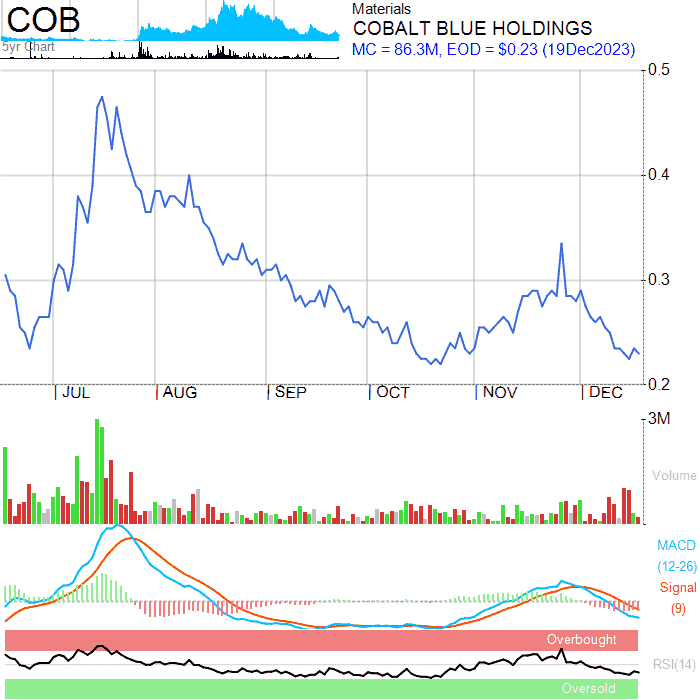 COB
5yr Chart
Materials
COBALT BLUE HOLDINGS
MC = 86.3M, EOD = $0.23 (19Dec2023)
0.5
0.4
0.3
0.2
JUL AUG SEP OCT NOV DEC
3M
Volume
MACD
(12-26)
Signal
(9)
Overbought
RSI(14)
Oversold